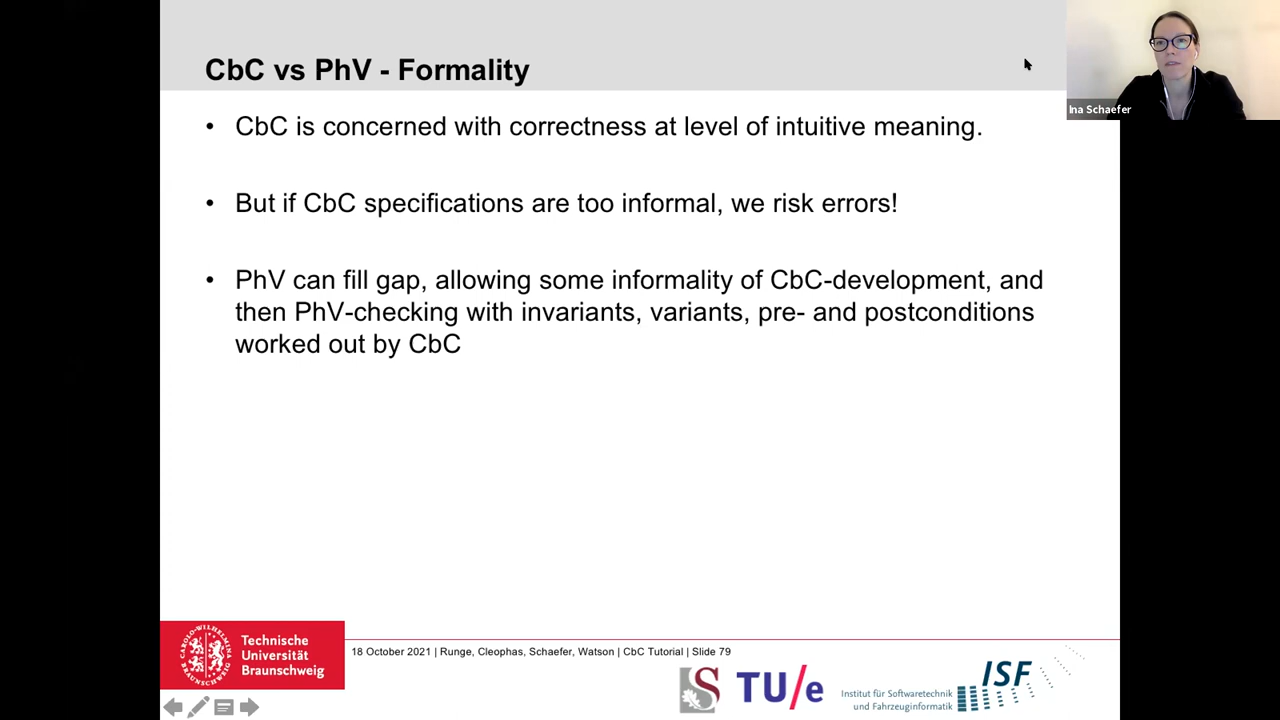 CbC vs PhV - Formality
Ina Schaefer
• CbC is concerned with correctness at level of intuitive meaning.
• But if CbC specifications are too informal, we risk errors!
• PhV can fill gap, allowing some informality of CbC-development, and
then PhV-checking with invariants, variants, pre- and postconditions
worked out by CbC
CAROLO-WILHELMINA
Technische
Universität
Braunschweig
18 October 2021 | Runge, Cleophas, Schaefer, Watson | CbC Tutorial | Slide 79
S
TU/e
ISF
Institut für Softwaretechnik
und Fahrzeuginformatik